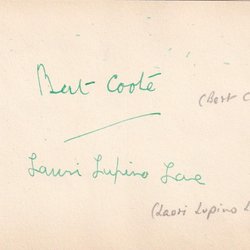 Bert Coote
(Bert C
Lauri Lupino Lane
(Lauri Lupino L